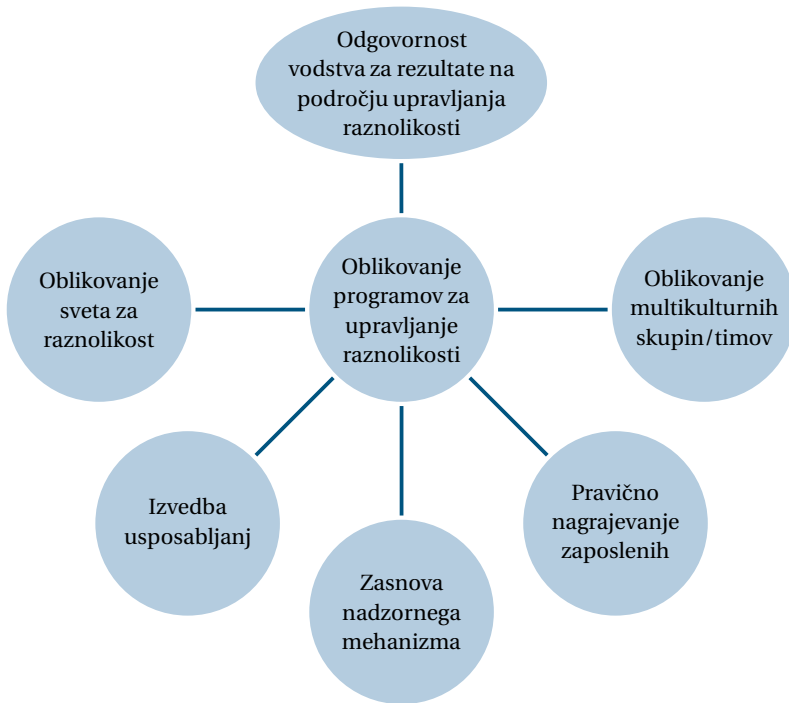 Odgovornost
vodstva za rezultate na
področju upravljanja
raznolikosti
Oblikovanje
sveta za
raznolikost
Oblikovanje
programov za
upravljanje
raznolikosti
Oblikovanje
multikulturnih
skupin/timov
Izvedba
usposabljanj
Zasnova
nadzornega
mehanizma
Pravično
nagrajevanje
zaposlenih